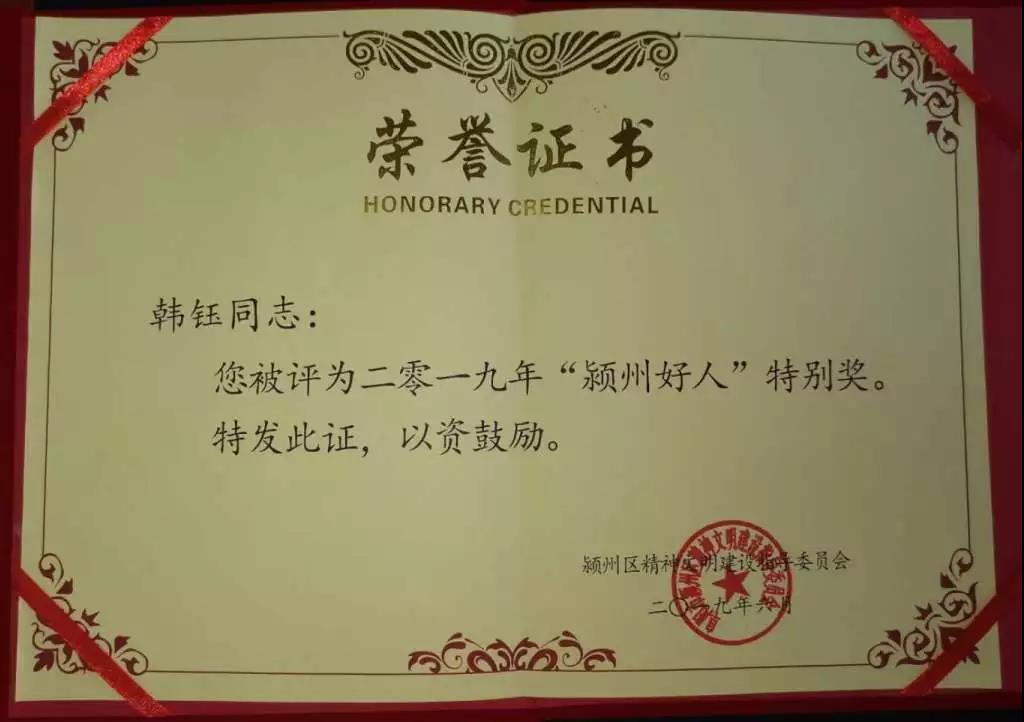 荣誉证书
HONORARY CREDENTIAL
韩钰同志：
您被评为二零一九年“颍州好人”特别奖。
特发此证，以资鼓励。
颍州区精神文明建设指导委员会
二〇一九年六月